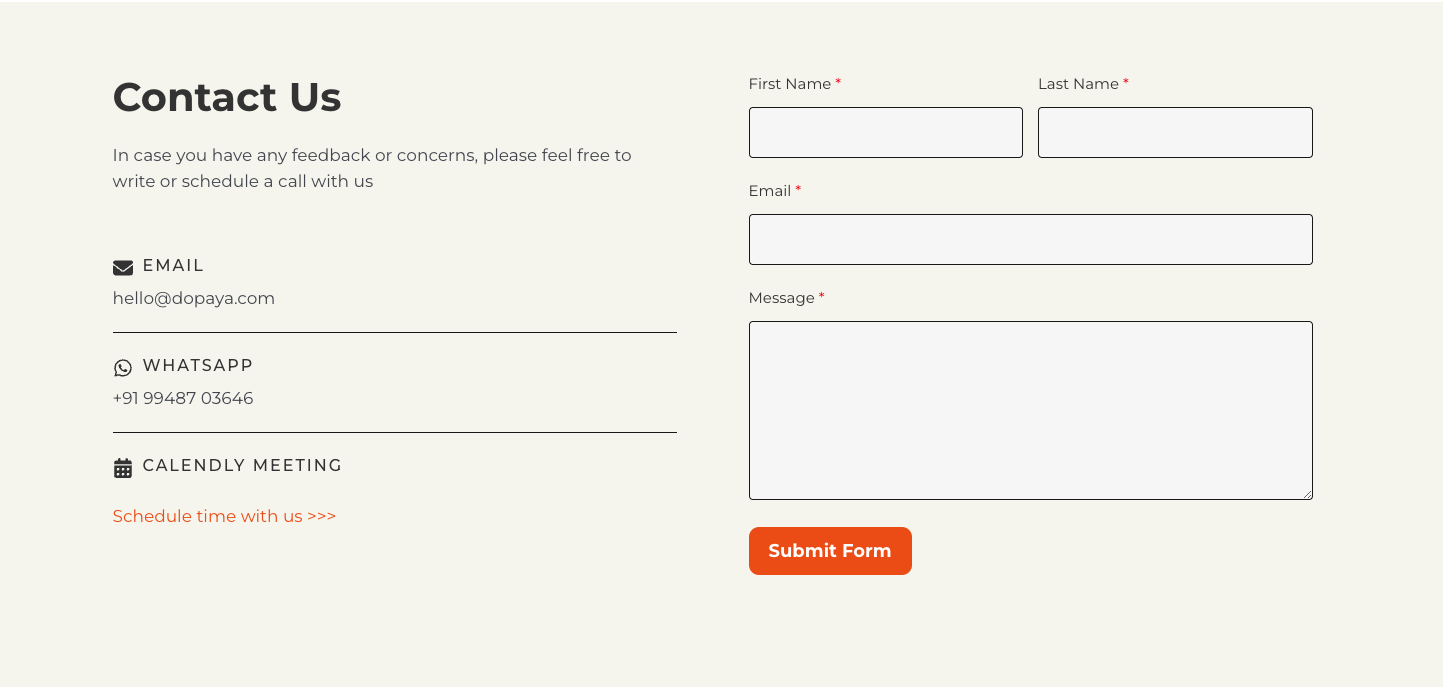 Contact Us
In case you have any feedback or concerns, please feel free to
write or schedule a call with us
EMAIL
hello@dopaya.com
WHATSAPP
+91 99487 03646
CALENDLY MEETING
Schedule time with us >>>
First Name *
Last Name *
Email *
Message *
Submit Form